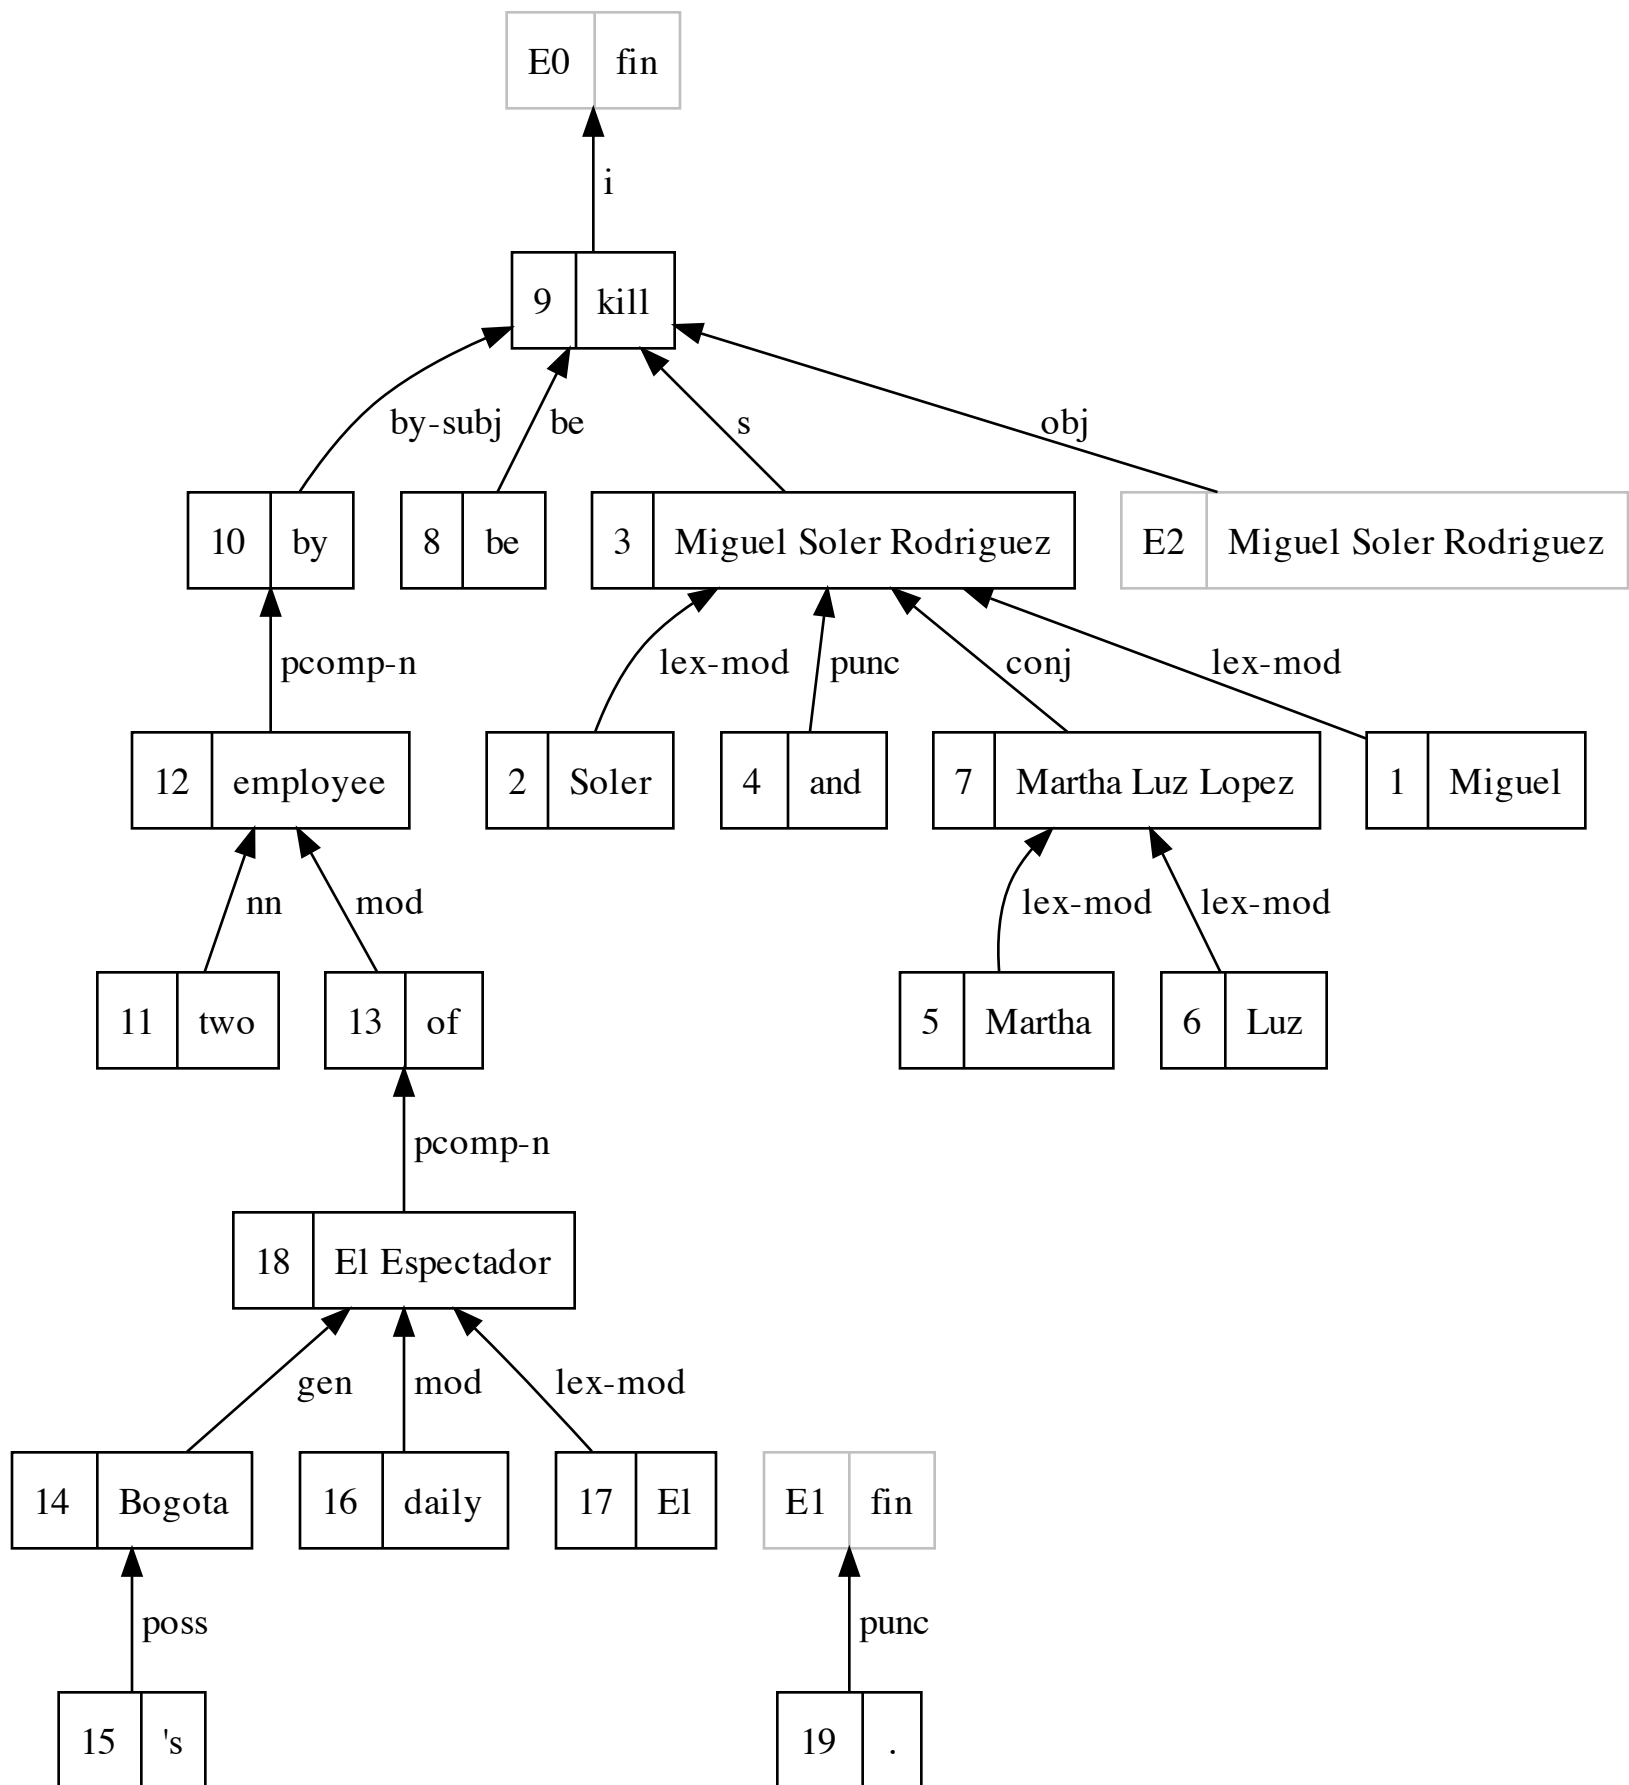 E0 fin
i
9 kill
by-subj be s obj
10 by 8 be 3 Miguel Soler Rodriguez E2 Miguel Soler Rodriguez
pcomp-n lex-mod punc conj lex-mod
12 employee 2 Soler 4 and 7 Martha Luz Lopez 1 Miguel
nn mod lex-mod lex-mod
11 two 13 of 5 Martha 6 Luz
pcomp-n
18 El Espectador
gen mod lex-mod
14 Bogota 16 daily 17 El E1 fin
poss punc
15 's 19 .